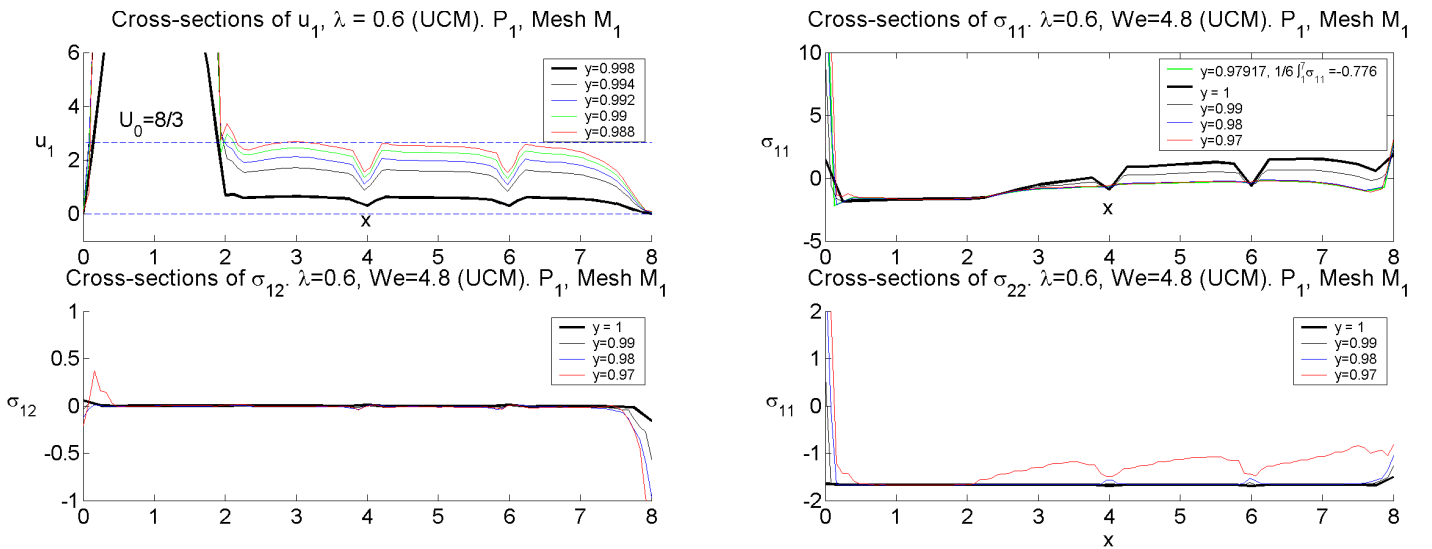 Cross-sections of u1, λ = 0.6 (UCM). P1, Mesh M1
6
4
2
0
u1
U0=8/3
y=0.998
y=0.994
y=0.992
y=0.99
y=0.988
x
0 1 2 3 4 5 6 7 8
Cross-sections of σ11. λ=0.6, We=4.8 (UCM). P1, Mesh M1
10
5
0
-5
σ11
y=0.97917, 1/6 ∫_1^7 σ11 =-0.776
y = 1
y=0.99
y=0.98
y=0.97
x
0 1 2 3 4 5 6 7 8
Cross-sections of σ12. λ=0.6, We=4.8 (UCM). P1, Mesh M1
1
0.5
0
-0.5
-1
σ12
y = 1
y=0.99
y=0.98
y=0.97
0 1 2 3 4 5 6 7 8
Cross-sections of σ22. λ=0.6, We=4.8 (UCM). P1, Mesh M1
2
1
0
-1
-2
σ11
y = 1
y=0.99
y=0.98
y=0.97
0 1 2 3 4 5 6 7 8
x